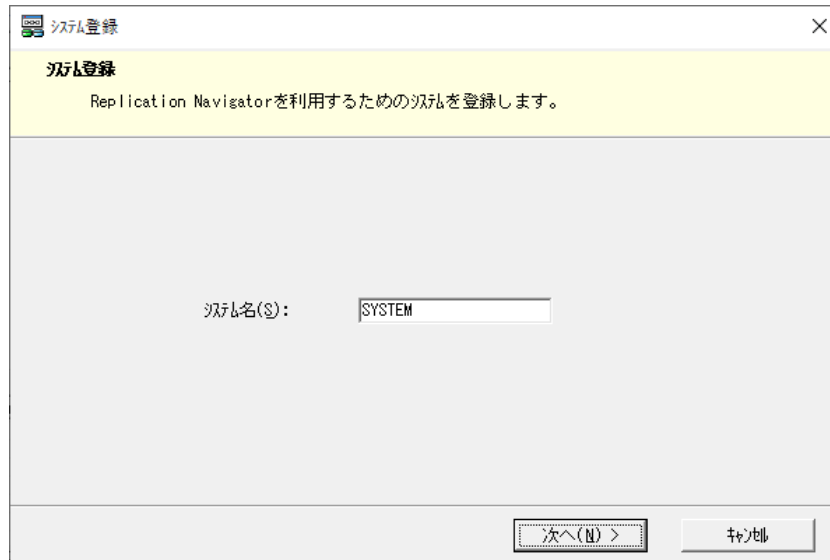 ｼｽﾃﾑ登録
ｼｽﾃﾑ登録
Replication Navigatorを利用するためのｼｽﾃﾑを登録します。
ｼｽﾃﾑ名(S)： SYSTEM
次へ(N) > ｷｬﾝｾﾙ